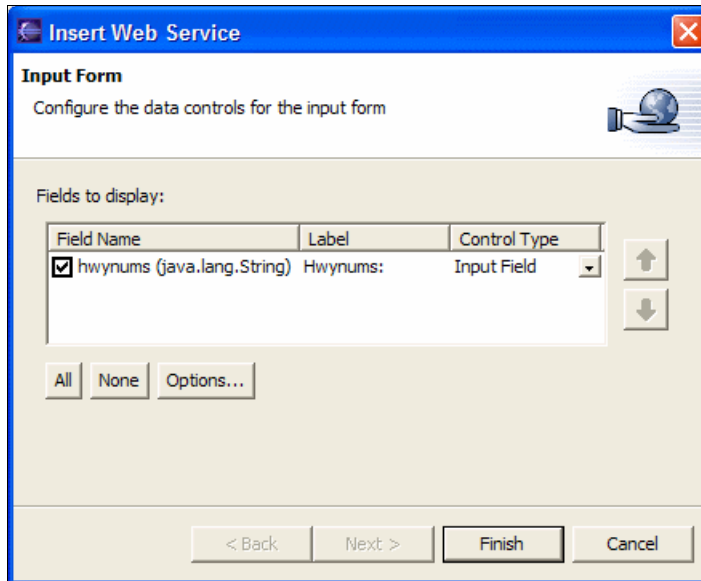 Insert Web Service
Input Form
Configure the data controls for the input form
Fields to display:
Field Name Label Control Type
hwynums (java.lang.String) Hwynums: Input Field
All None Options...
< Back Next > Finish Cancel